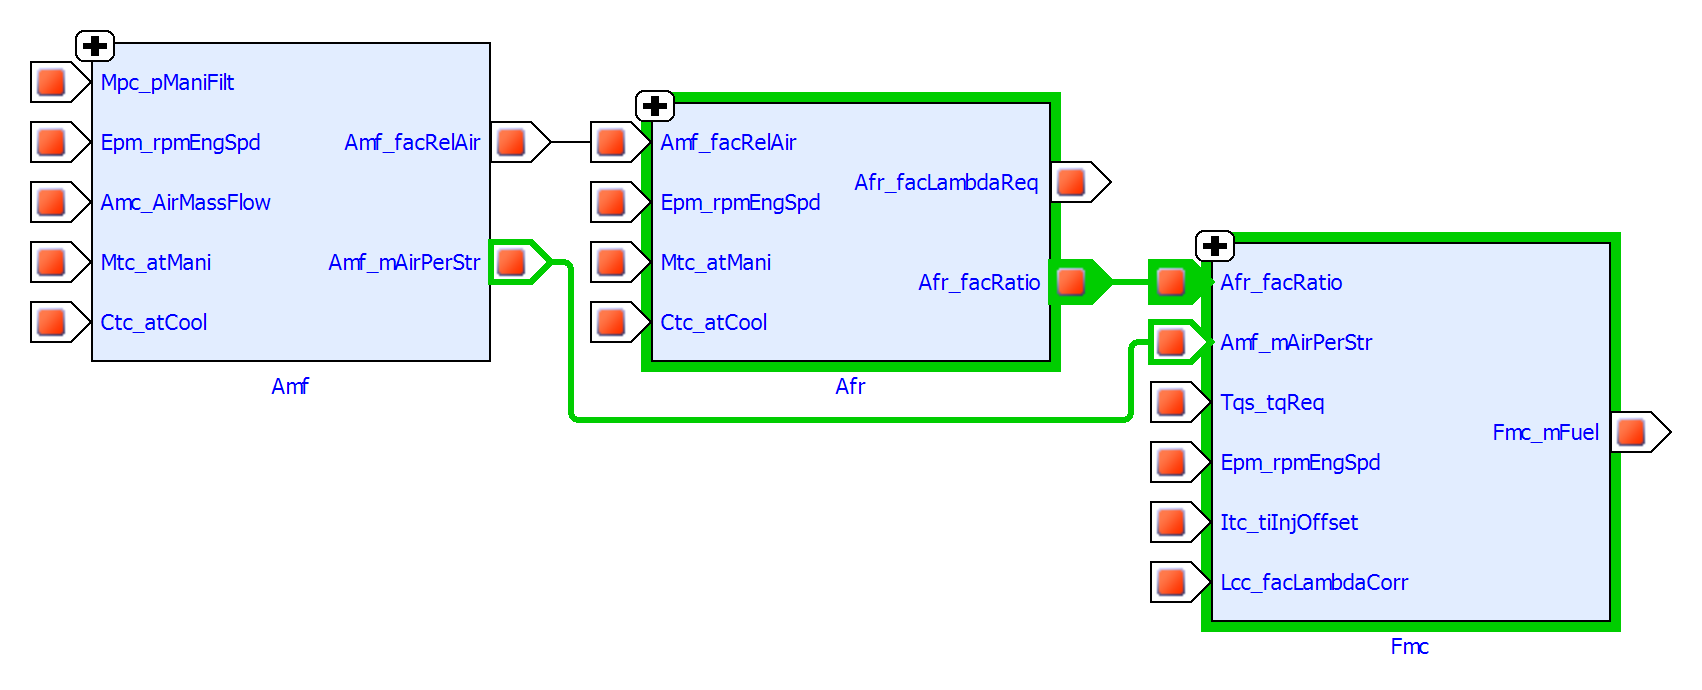 Mpc_pManiFilt
Epm_rpmEngSpd
Amc_AirMassFlow
Mtc_atMani
Ctc_atCool
Amf_facRelAir
Amf_mAirPerStr
Amf
Amf_facRelAir
Epm_rpmEngSpd
Mtc_atMani
Ctc_atCool
Afr_facLambdaReq
Afr_facRatio
Afr
Afr_facRatio
Amf_mAirPerStr
Tqs_tqReq
Epm_rpmEngSpd
Itc_tiInjOffset
Lcc_facLambdaCorr
Fmc_mFuel
Fmc